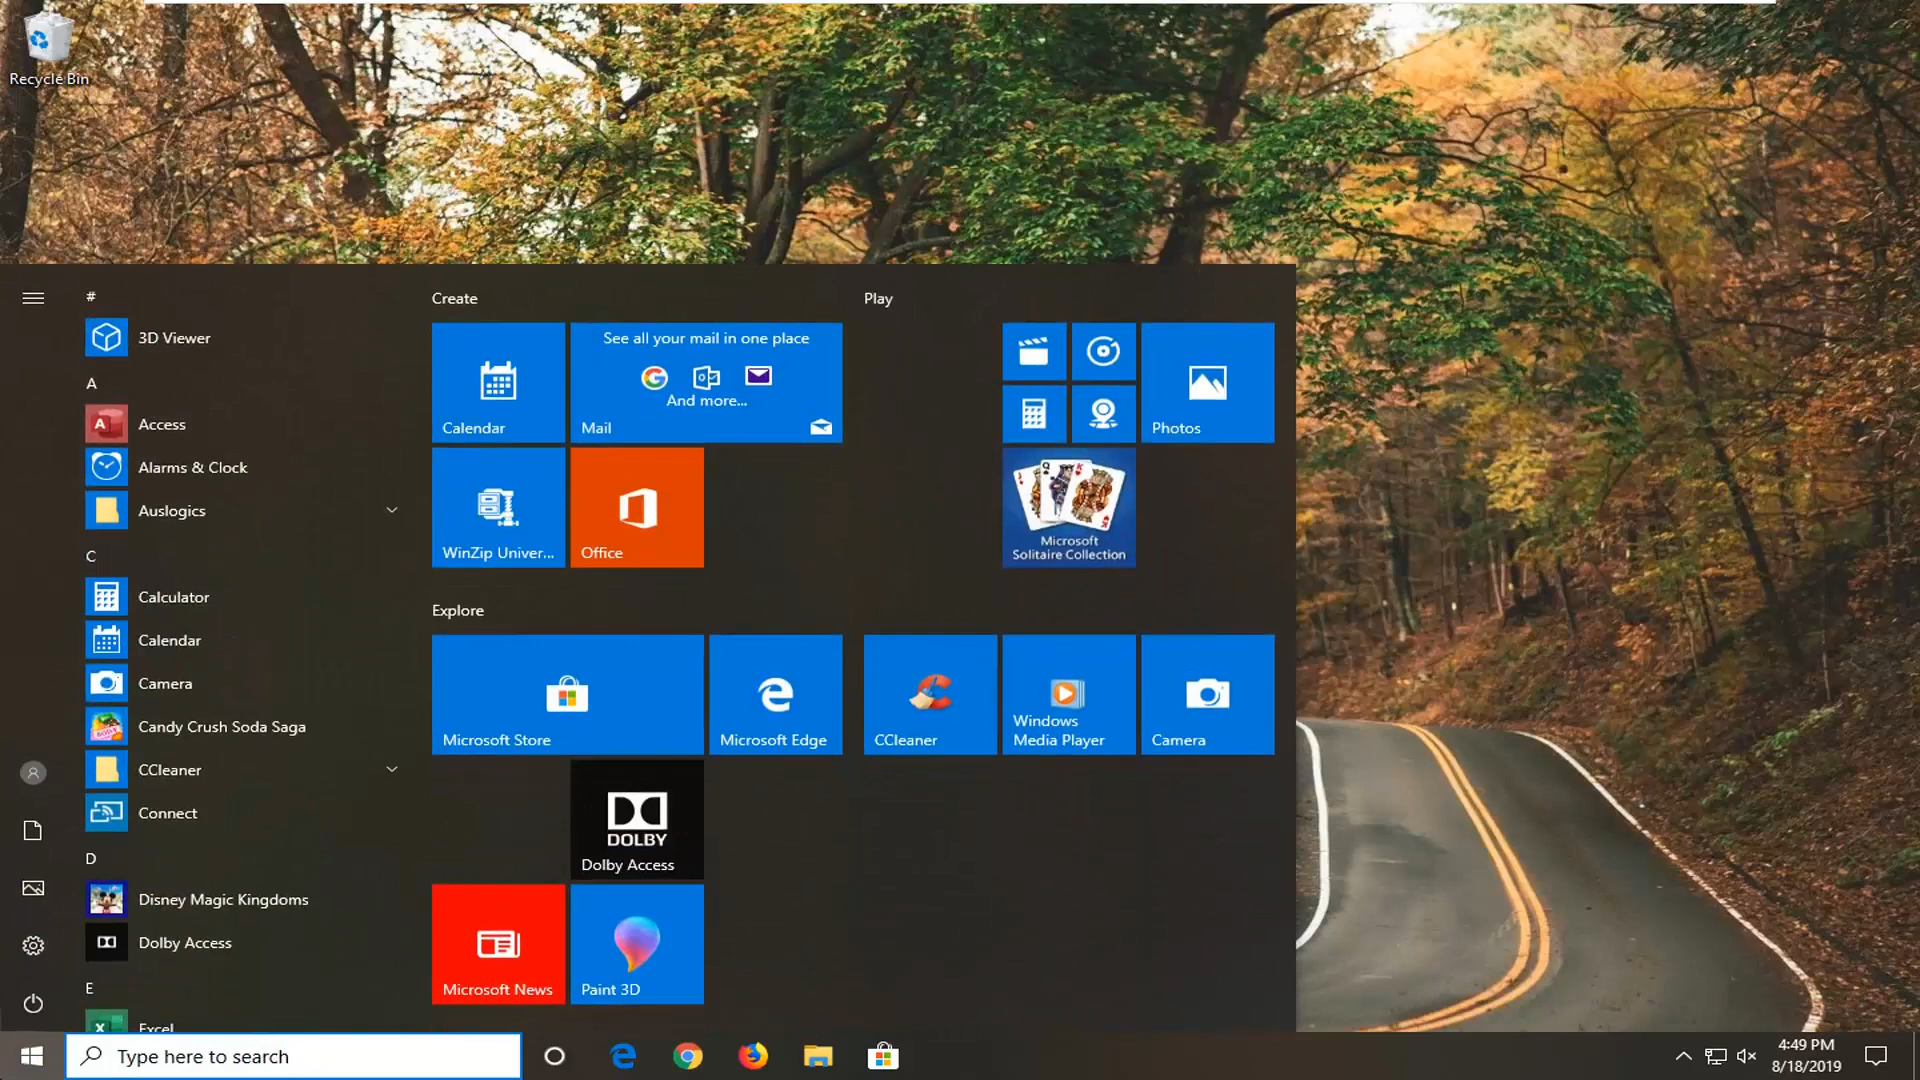 Recycle Bin
#
3D Viewer
A
Access
Alarms & Clock
Auslogics
C
Calculator
Calendar
Camera
Candy Crush Soda Saga
CCleaner
Connect
D
Disney Magic Kingdoms
Dolby Access
E
Excel
Create
Calendar
See all your mail in one place
And more...
Mail
WinZip Univer...
Office
Explore
Microsoft Store
Microsoft Edge
DOLBY
Dolby Access
Microsoft News
Paint 3D
Play
Photos
Microsoft
Solitaire Collection
CCleaner
Windows
Media Player
Camera
Type here to search
4:49 PM
8/18/2019